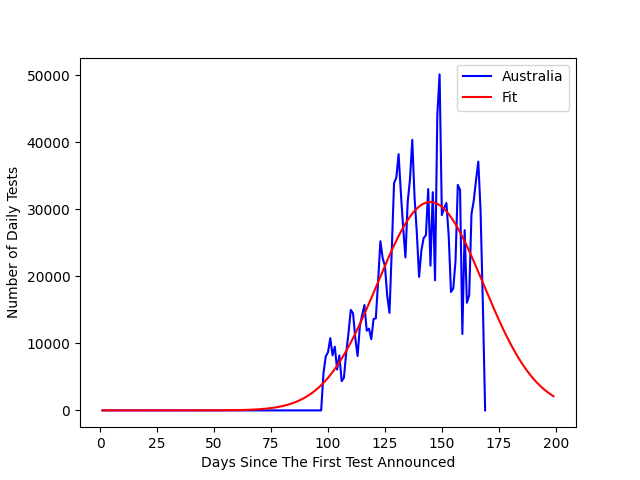 50000
40000
30000
20000
10000
0
Number of Daily Tests
Australia
Fit
0 25 50 75 100 125 150 175 200
Days Since The First Test Announced